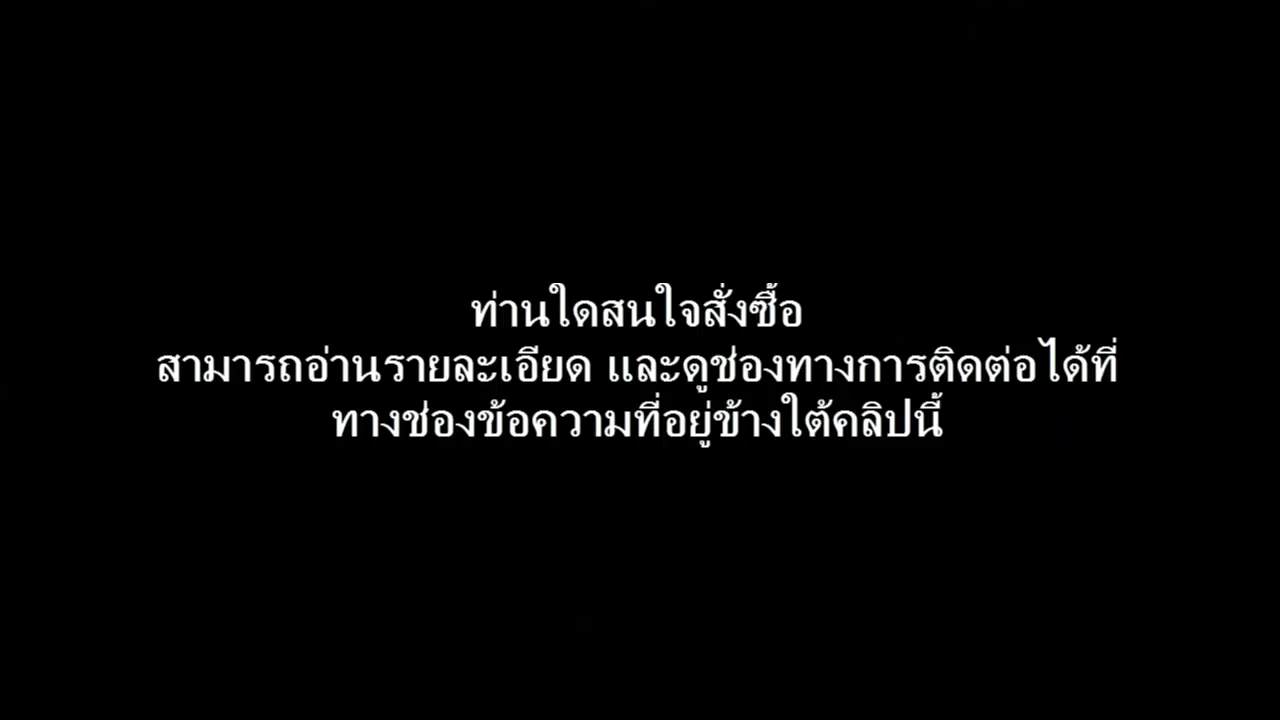 ท่านใดสนใจสั่งซื้อ
สามารถอ่านรายละเอียด และดูช่องทางการติดต่อได้ที่
ทางช่องข้อความที่อยู่ข้างใต้คลิปนี้